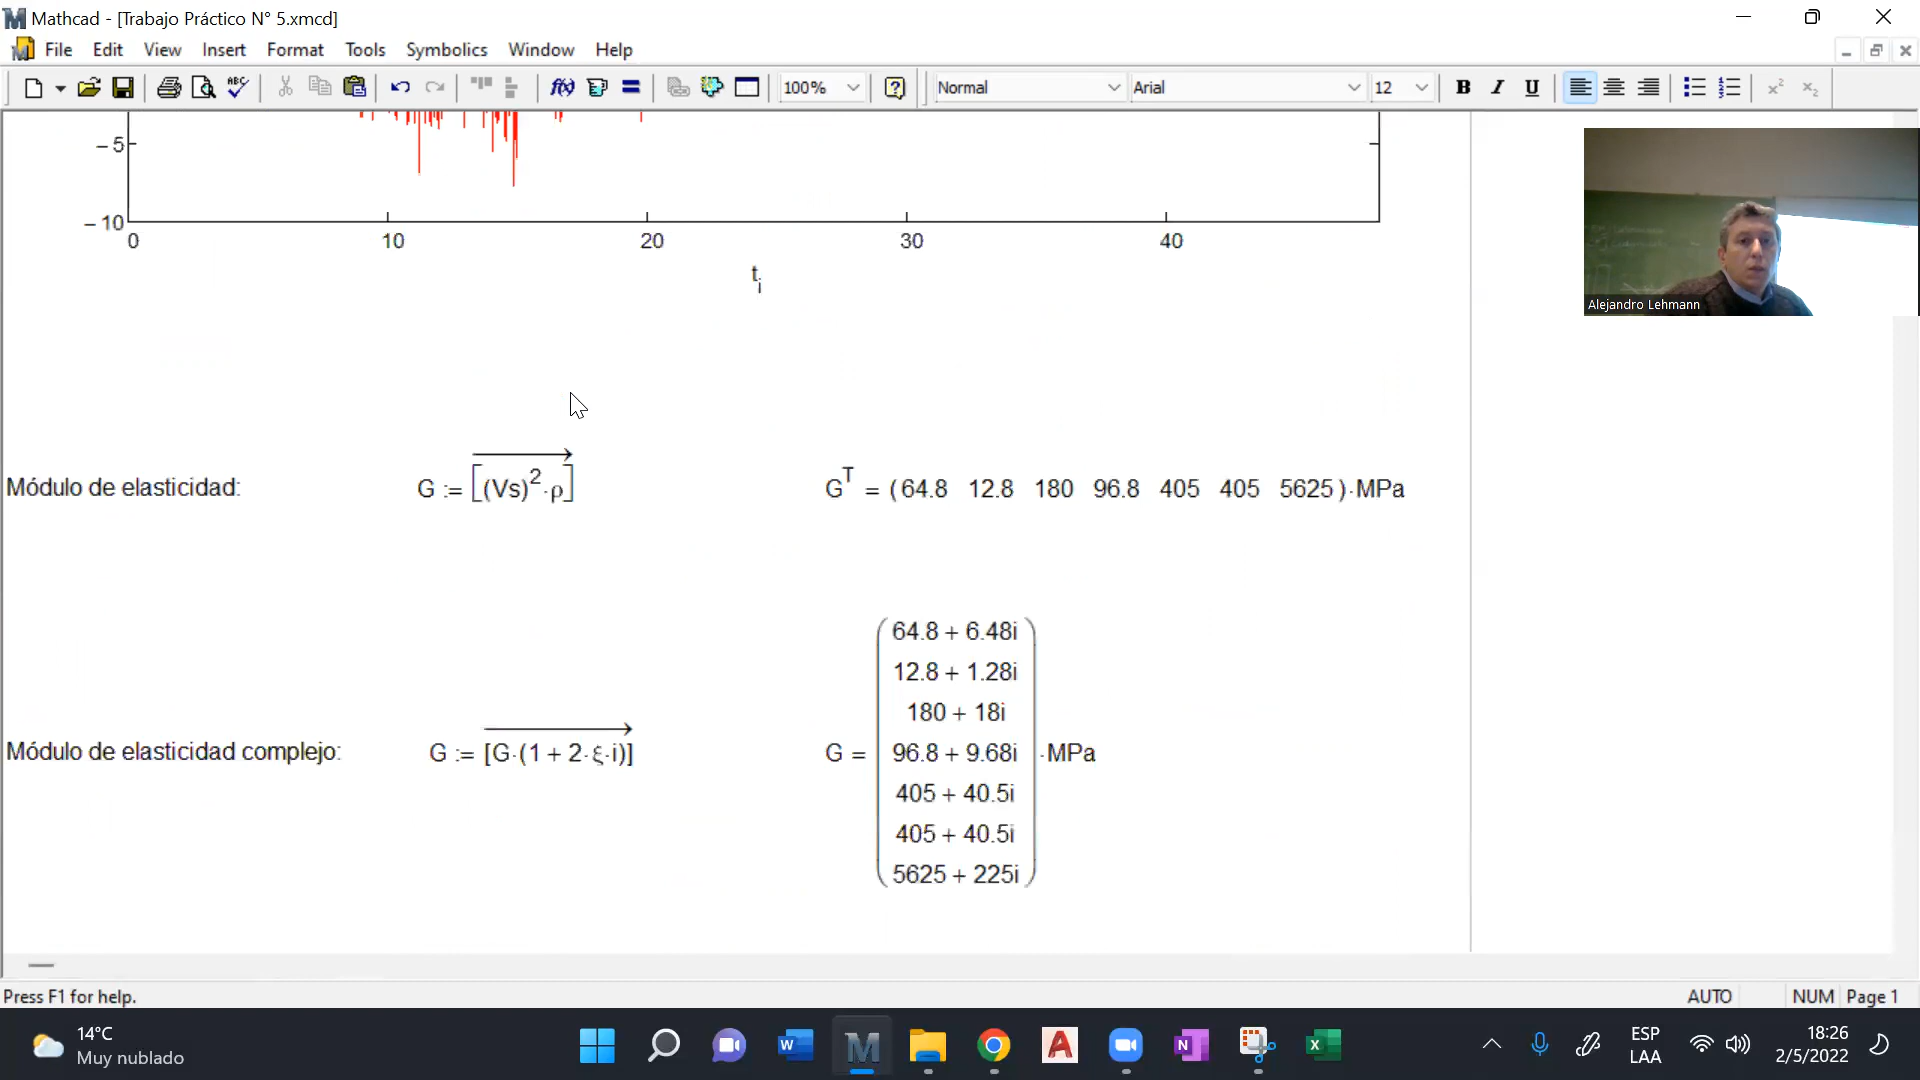 Mathcad - [Trabajo Práctico N° 5.xmcd]
File Edit View Insert Format Tools Symbolics Window Help
100% Normal Arial 12 B I U
– 5
– 10
0 10 20 30 40
t i
Alejandro Lehmann
Módulo de elasticidad: G := [(Vs)²·ρ] Gᵀ = (64.8 12.8 180 96.8 405 405 5625)·MPa
Módulo de elasticidad complejo: G := [G·(1 + 2·ξ·i)] G =
64.8 + 6.48i
12.8 + 1.28i
180 + 18i
96.8 + 9.68i
405 + 40.5i
405 + 40.5i
5625 + 225i
·MPa
Press F1 for help. AUTO NUM Page 1
14°C
Muy nublado
ESP
LAA
18:26
2/5/2022